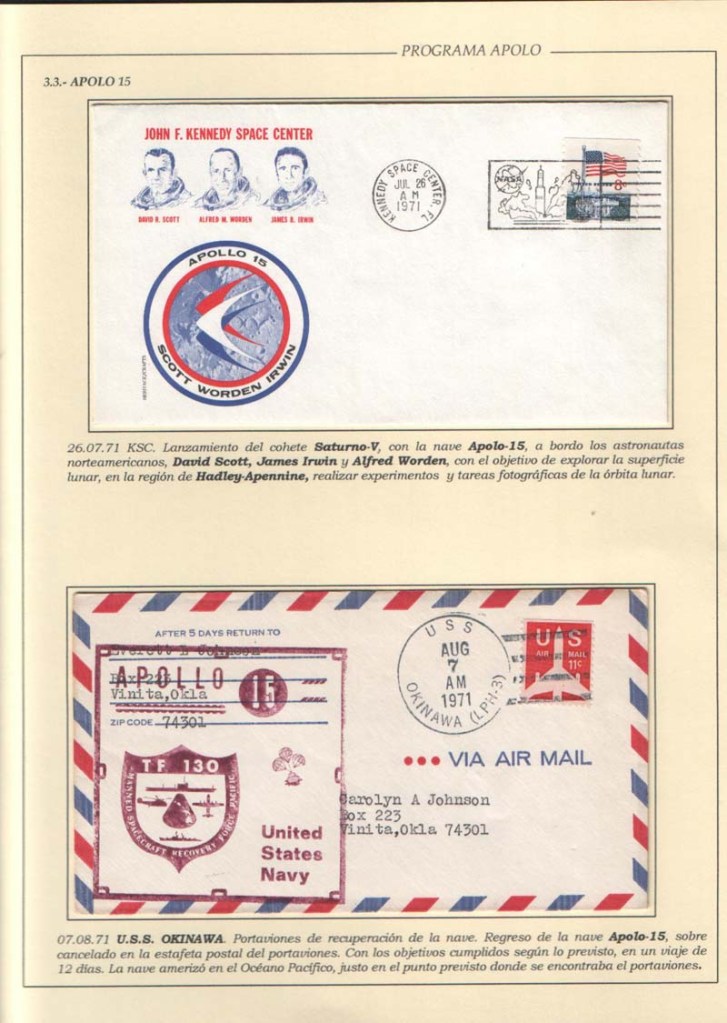 PROGRAMA APOLO
3.3.- APOLO 15
JOHN F. KENNEDY SPACE CENTER
DAVID R. SCOTT ALFRED M. WORDEN JAMES B. IRWIN
KENNEDY SPACE CENTER, FL
JUL 26
A M
1971
NASA
8c
APOLLO 15
SCOTT WORDEN IRWIN
26.07.71 KSC. Lanzamiento del cohete Saturno-V, con la nave Apolo-15, a bordo los astronautas
norteamericanos, David Scott, James Irwin y Alfred Worden, con el objetivo de explorar la superficie
lunar, en la región de Hadley-Apennine, realizar experimentos y tareas fotográficas de la órbita lunar.
AFTER 5 DAYS RETURN TO
Everett L Johnson
APOLLO 15
Box 223
Vinita,Okla
ZIP CODE 74301
USS
AUG
7
AM
1971
OKINAWA (LPH-3)
US
AIR MAIL
11c
VIA AIR MAIL
TF 130
MANNED SPACECRAFT RECOVERY FORCE PACIFIC
United
States
Navy
Carolyn A Johnson
Box 223
Vinita,Okla 74301
07.08.71 U.S.S. OKINAWA. Portaviones de recuperación de la nave. Regreso de la nave Apolo-15, sobre
cancelado en la estafeta postal del portaviones. Con los objetivos cumplidos según lo previsto, en un viaje de
12 días. La nave amerizó en el Océano Pacífico, justo en el punto previsto donde se encontraba el portaviones.